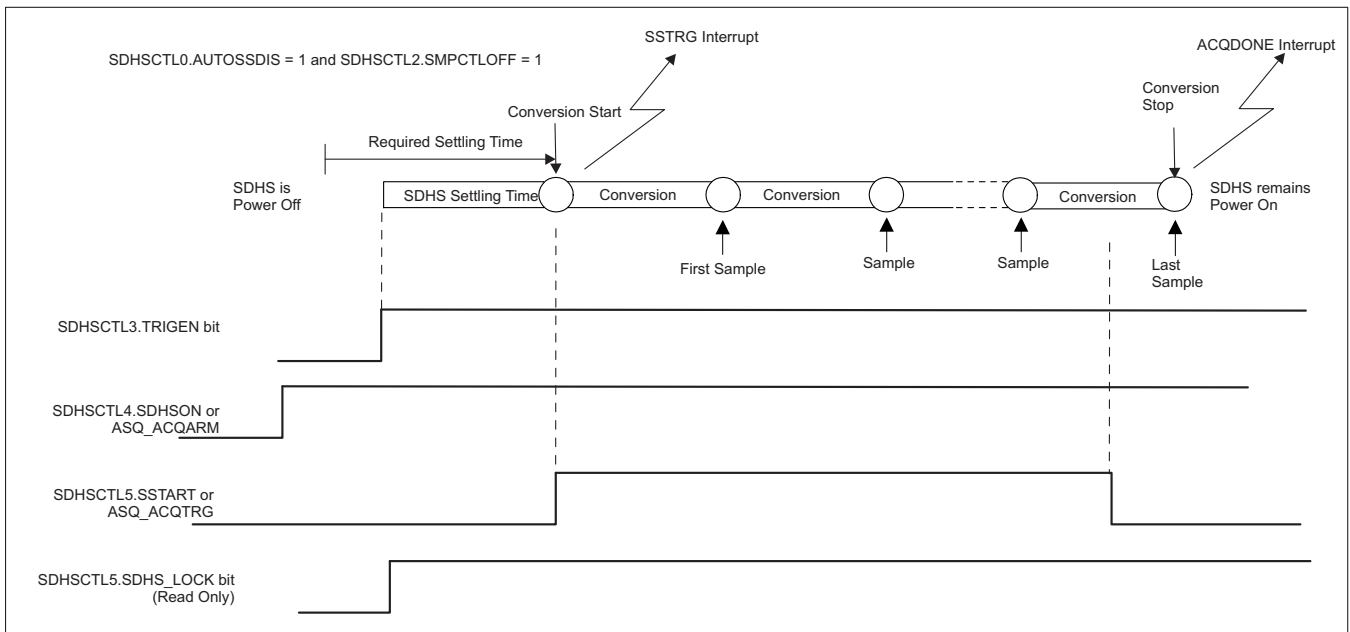 SSTRG Interrupt
ACQDONE Interrupt
SDHSCTL0.AUTOSSDIS = 1 and SDHSCTL2.SMPCTLOFF = 1
Conversion Start
Conversion
Stop
Required Settling Time
SDHS is
Power Off
SDHS Settling Time
Conversion
Conversion
Conversion
SDHS remains
Power On
First Sample
Sample
Sample
Last
Sample
SDHSCTL3.TRIGEN bit
SDHSCTL4.SDHSON or
ASQ_ACQARM
SDHSCTL5.SSTART or
ASQ_ACQTRG
SDHSCTL5.SDHS_LOCK bit
(Read Only)